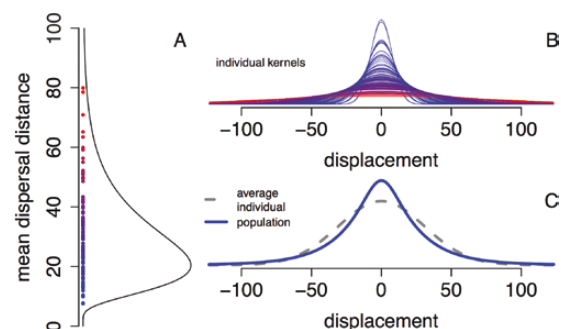 A
mean dispersal distance
0
20
40
60
80
100
B
individual kernels
−100 −50 0 50 100
displacement
C
average
individual
population
−100 −50 0 50 100
displacement